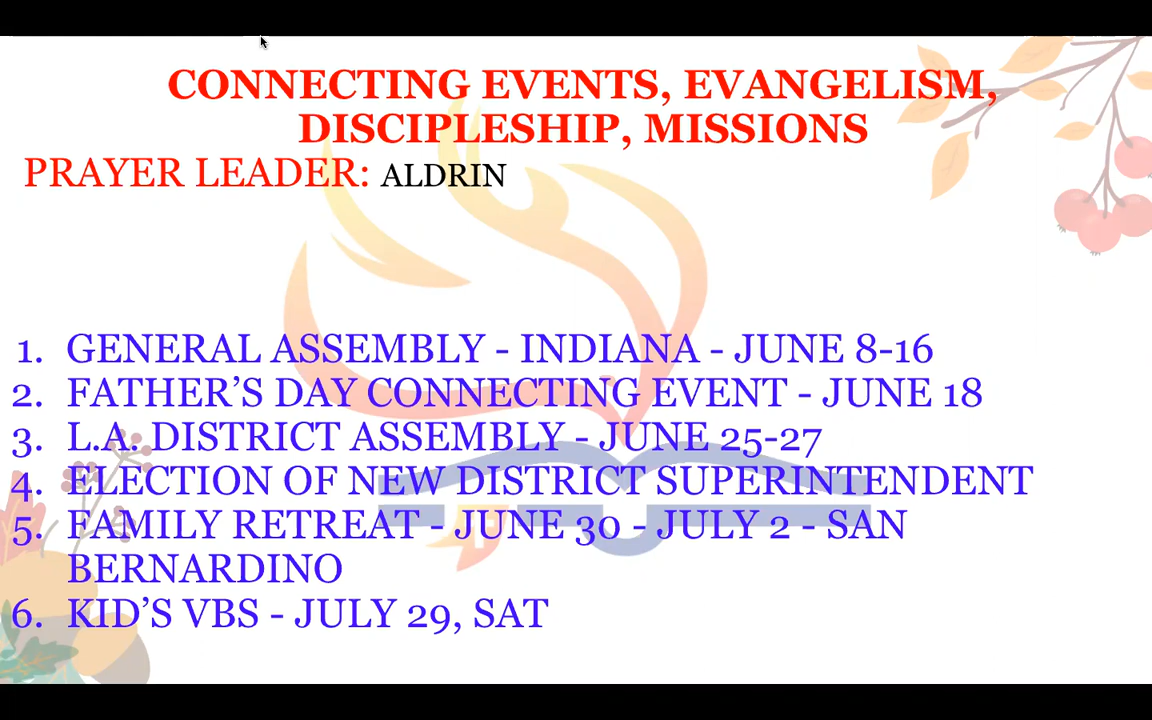 CONNECTING EVENTS, EVANGELISM,
DISCIPLESHIP, MISSIONS
PRAYER LEADER: ALDRIN
1. GENERAL ASSEMBLY - INDIANA - JUNE 8-16
2. FATHER’S DAY CONNECTING EVENT - JUNE 18
3. L.A. DISTRICT ASSEMBLY - JUNE 25-27
4. ELECTION OF NEW DISTRICT SUPERINTENDENT
5. FAMILY RETREAT - JUNE 30 - JULY 2 - SAN
BERNARDINO
6. KID’S VBS - JULY 29, SAT